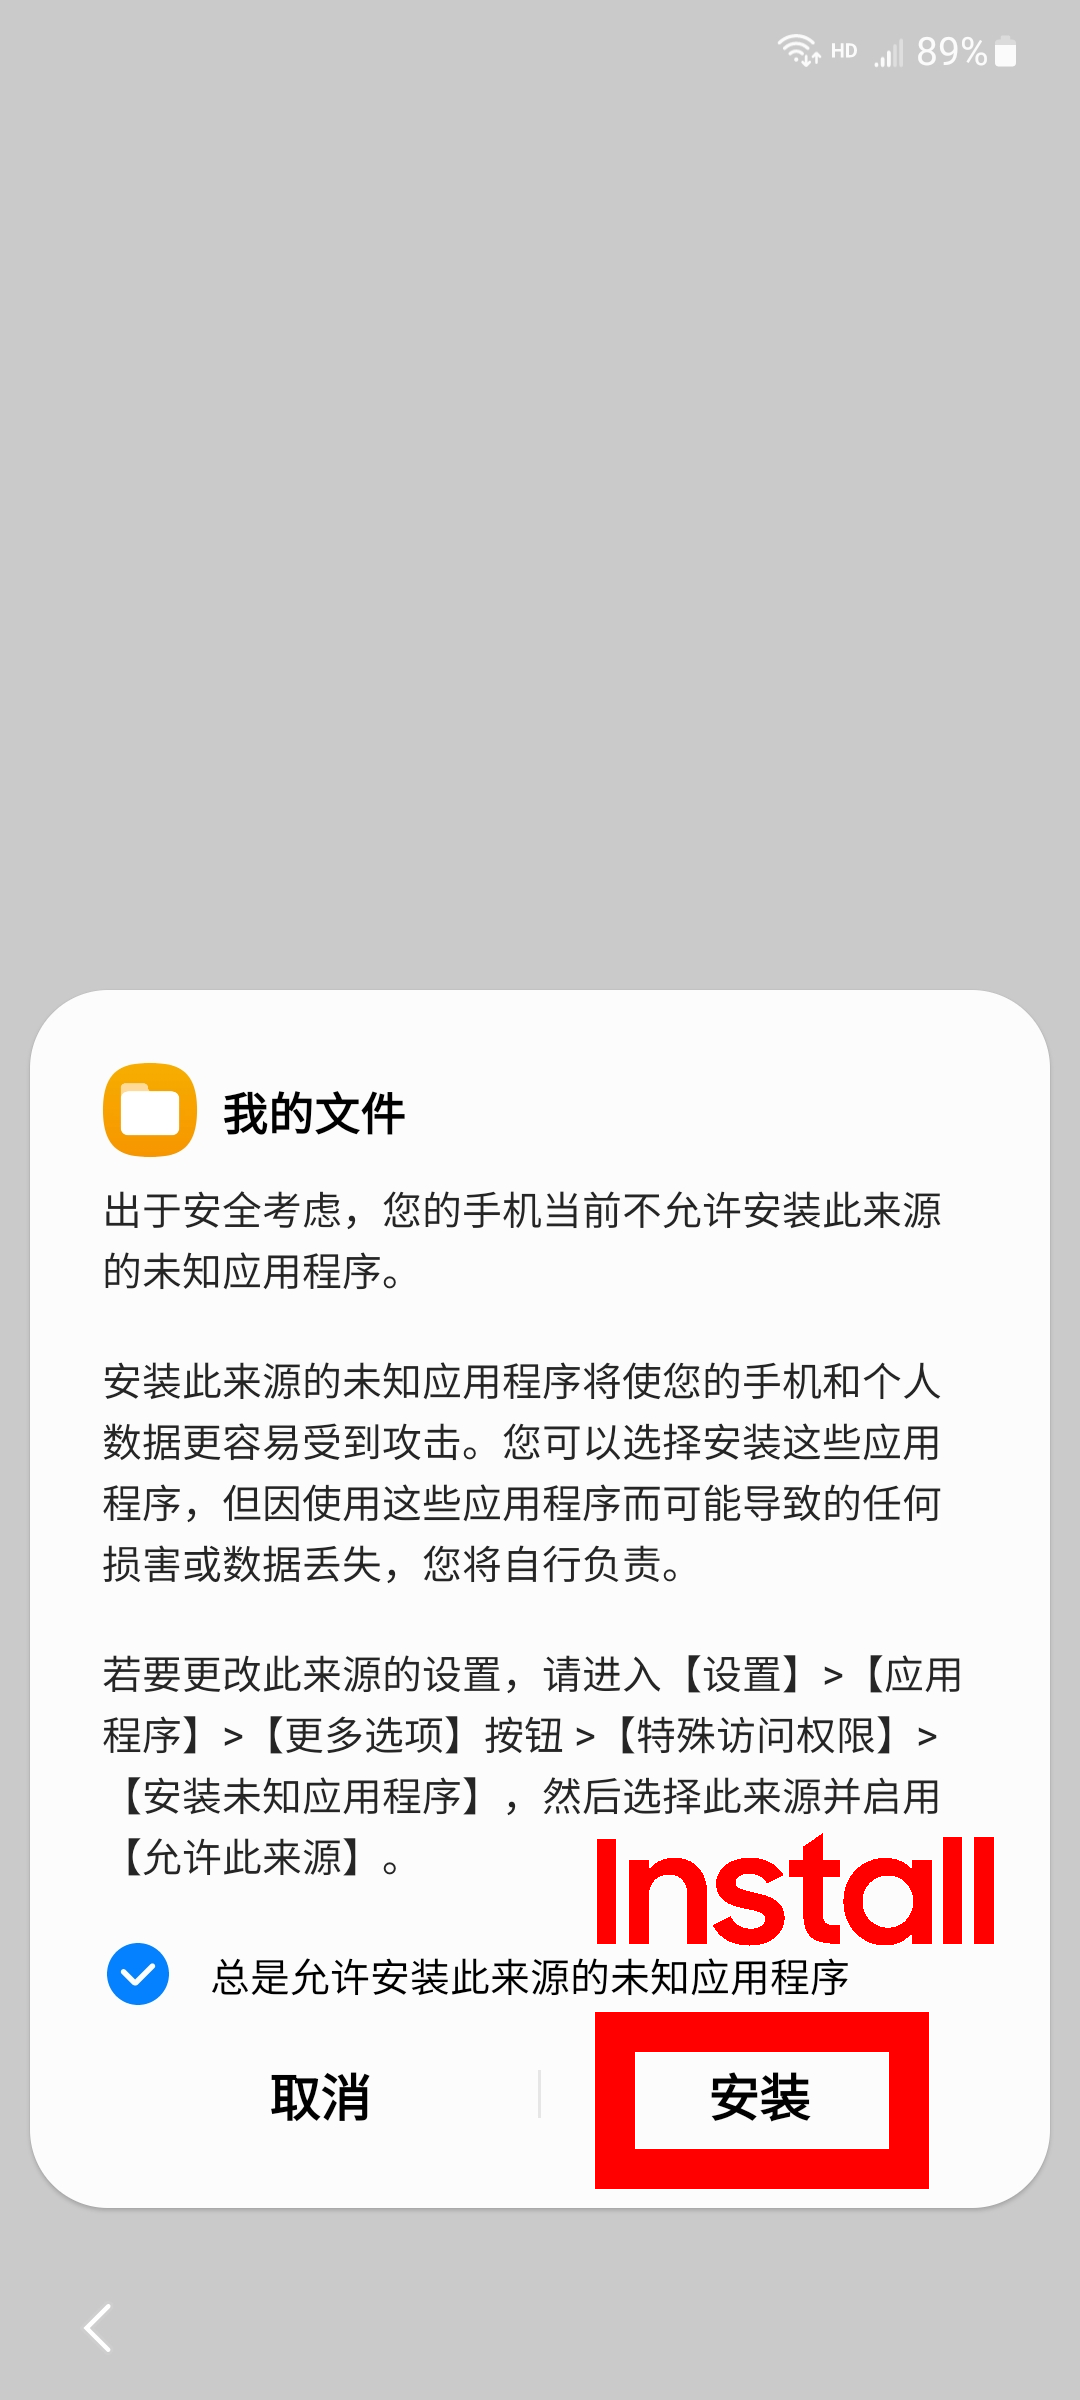 HD 89%
我的文件
出于安全考虑，您的手机当前不允许安装此来源
的未知应用程序。
安装此来源的未知应用程序将使您的手机和个人
数据更容易受到攻击。您可以选择安装这些应用
程序，但因使用这些应用程序而可能导致的任何
损害或数据丢失，您将自行负责。
若要更改此来源的设置，请进入【设置】>【应用
程序】>【更多选项】按钮 >【特殊访问权限】>
【安装未知应用程序】，然后选择此来源并启用
【允许此来源】。
Install
总是允许安装此来源的未知应用程序
取消 安装